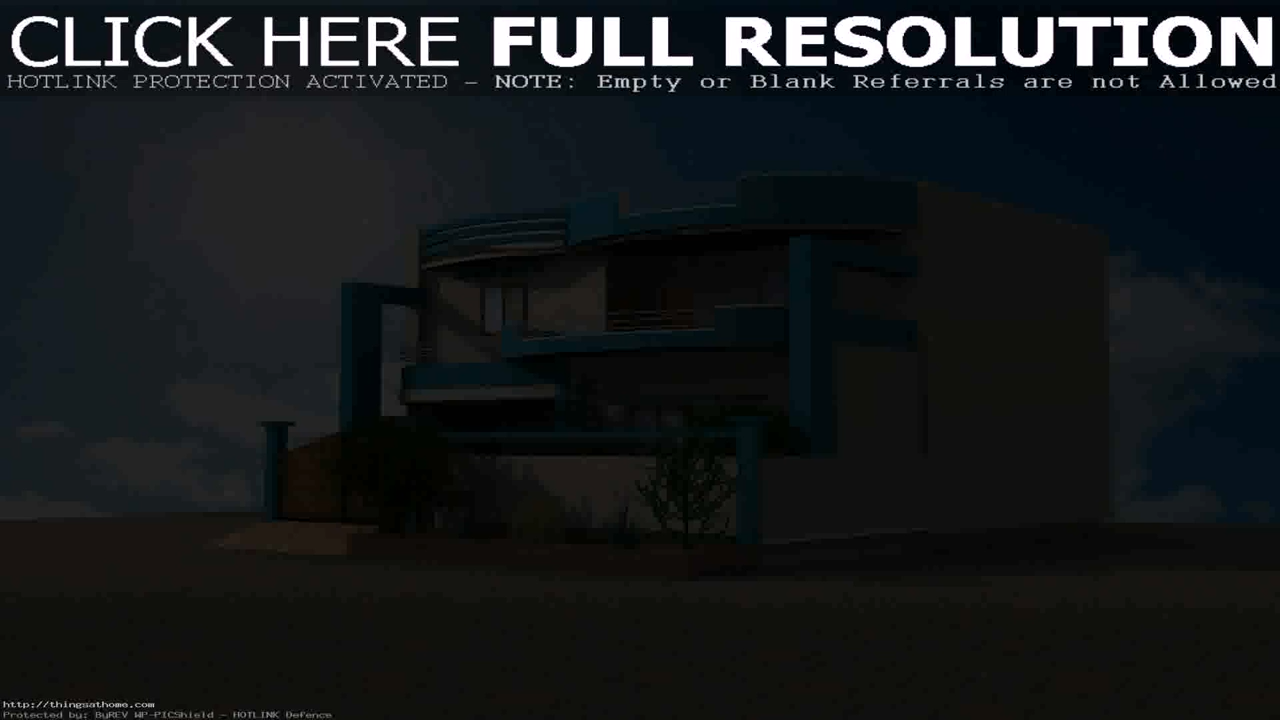 CLICK HERE FULL RESOLUTION
HOTLINK PROTECTION ACTIVATED - NOTE: Empty or Blank Referrals are not Allowed
http://thingsathome.com
Protected by: ByREV WP-PICShield - HOTLINK Defence